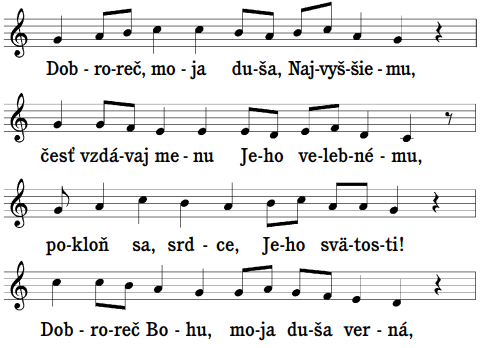 Dob - ro-reč, mo - ja du-ša, Naj-vyš-šie - mu,
česť vzdá-vaj me - nu Je-ho ve-leb-né - mu,
po-kloň sa, srd - ce, Je-ho svä-tos-ti!
Dob - ro-reč Bo - hu, mo-ja du-ša ver - ná,